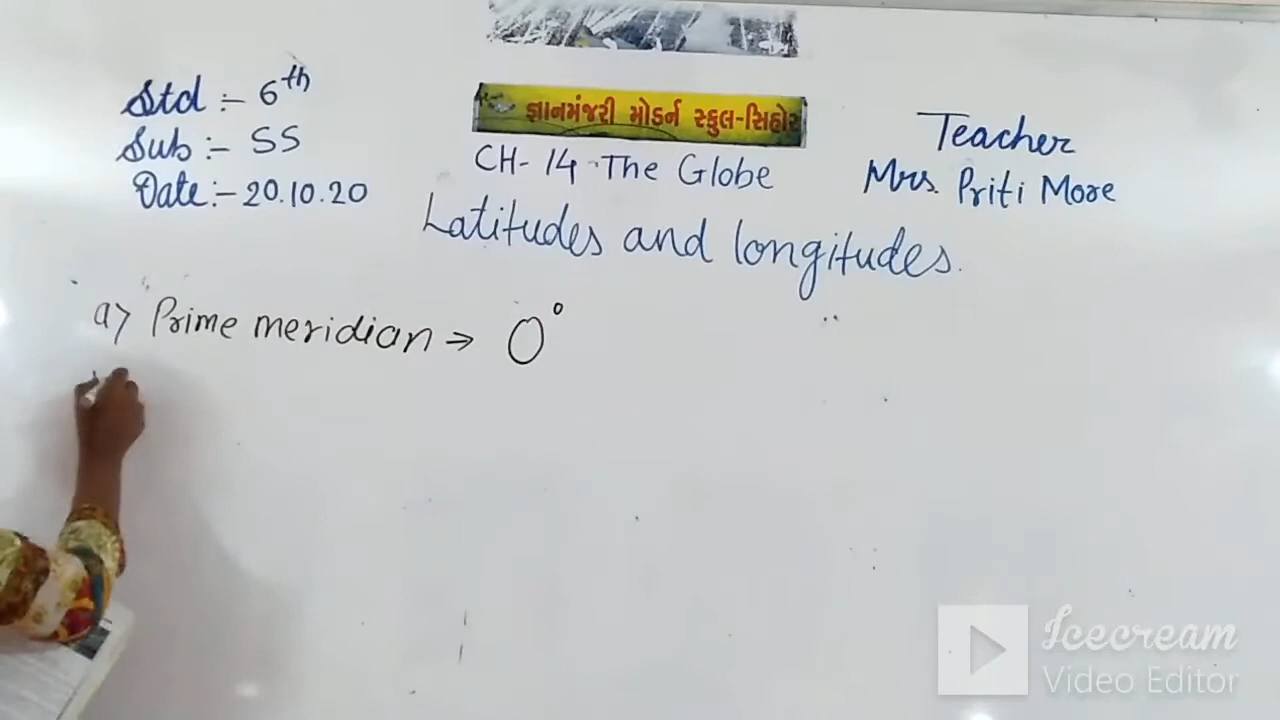 Std :- 6th
Sub :- SS
Date :- 20.10.20
જ્ઞાનમંજરી મોડર્ન સ્કુલ-સિહોર
CH- 14 The Globe
Latitudes and longitudes.
Teacher
Mrs. Priti More
a> Prime meridian ⇒ 0°
Icecream
Video Editor